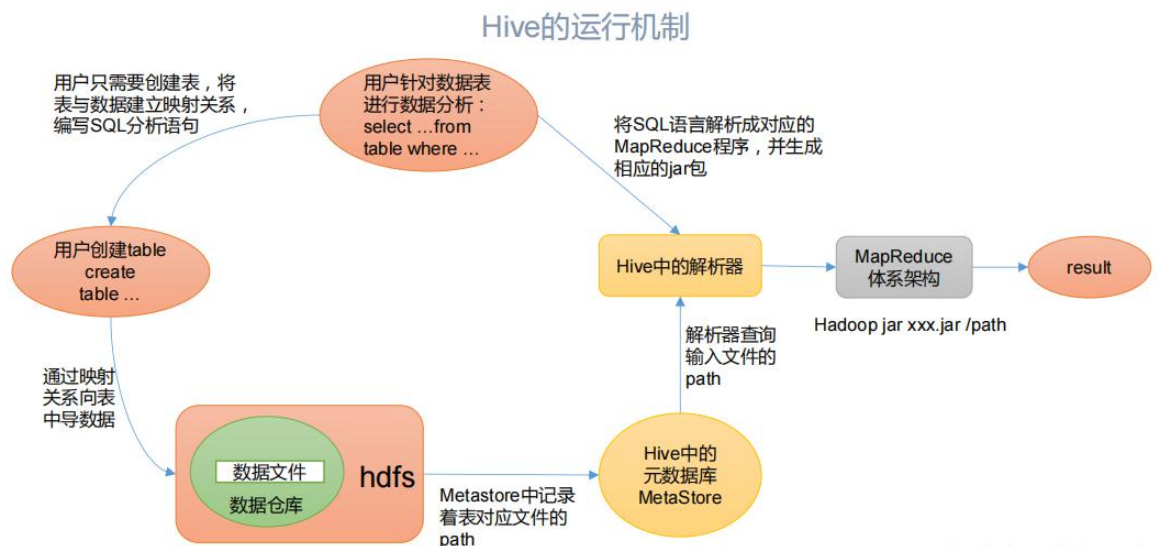 Hive的运行机制
用户只需要创建表，将
表与数据建立映射关系，
编写SQL分析语句
用户针对数据表
进行数据分析：
select ...from
table where ...
将SQL语言解析成对应的
MapReduce程序，并生成
相应的jar包
用户创建table
create
table ...
Hive中的解析器
MapReduce
体系架构
result
Hadoop jar xxx.jar /path
解析器查询
输入文件的
path
通过映射
关系向表
中导数据
数据文件
数据仓库
hdfs
Metastore中记录
着表对应文件的
path
Hive中的
元数据库
MetaStore